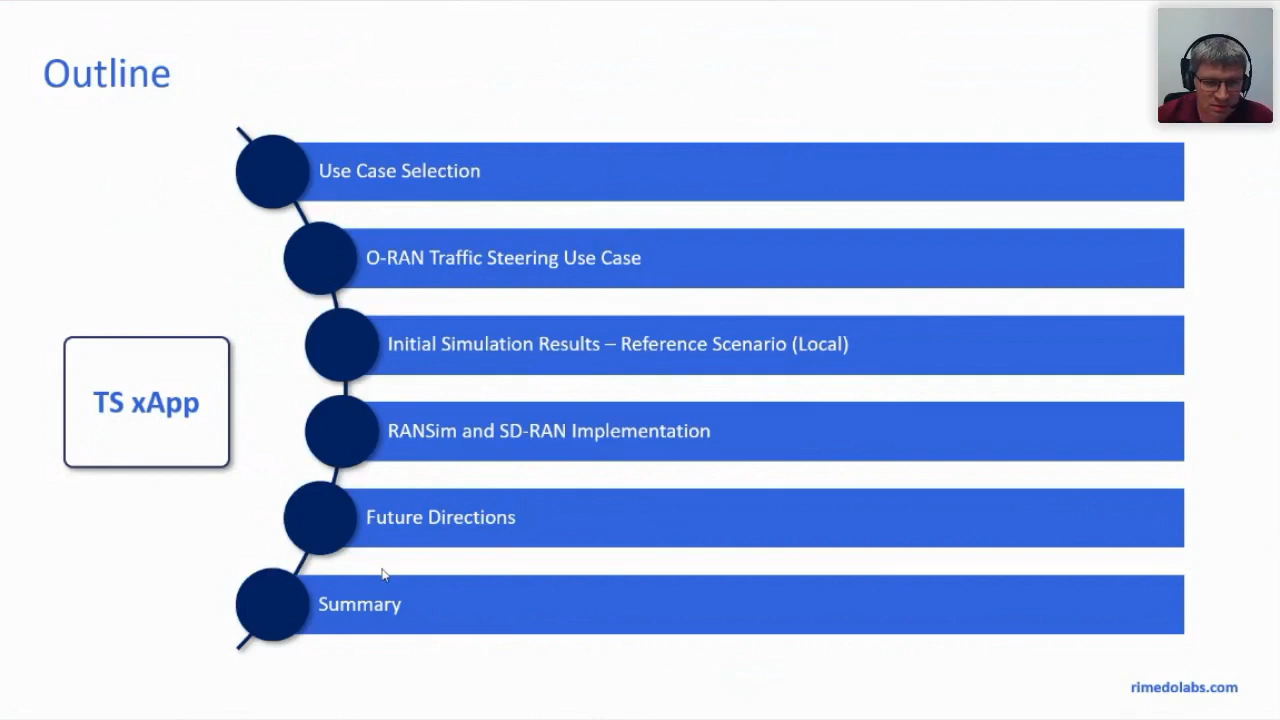 Outline
Use Case Selection
O-RAN Traffic Steering Use Case
Initial Simulation Results – Reference Scenario (Local)
TS xApp
RANSim and SD-RAN Implementation
Future Directions
Summary
rimedolabs.com